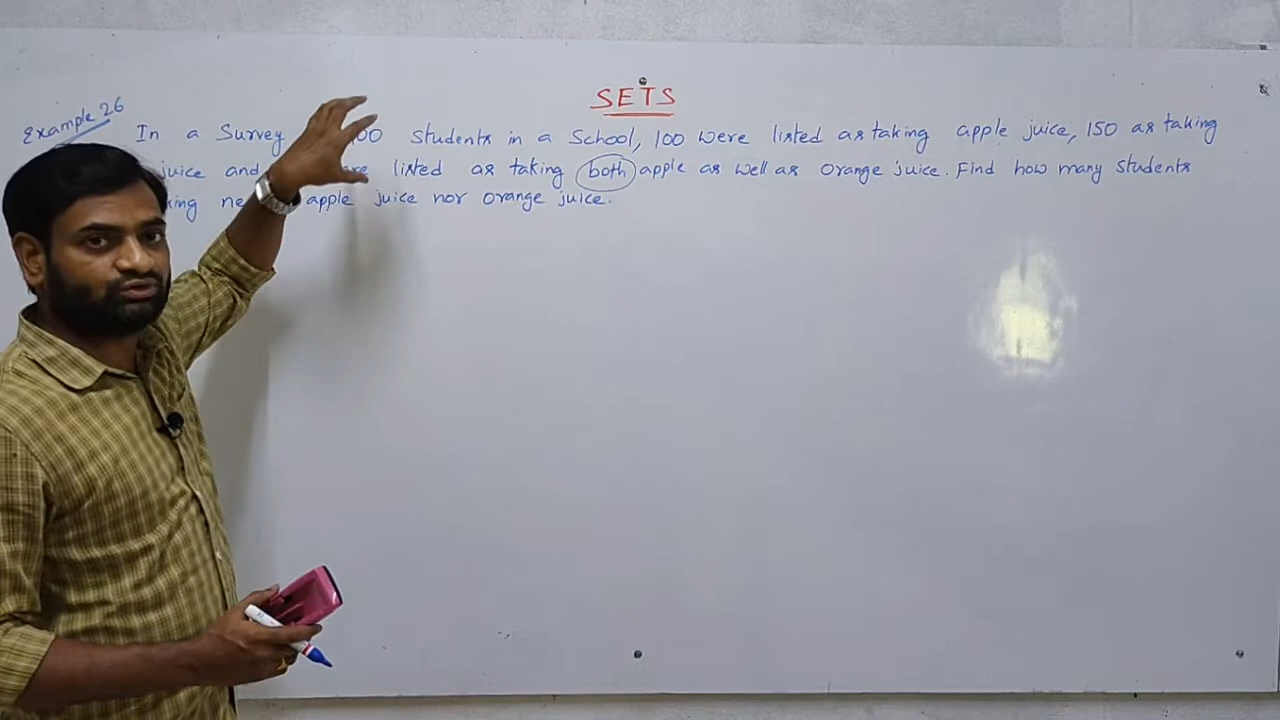 SETS
Example 26
In a Survey 00 students in a School, 100 were listed as taking apple juice, 150 as taking
juice and listed as taking both apple as well as orange juice. Find how many students
apple juice nor orange juice.